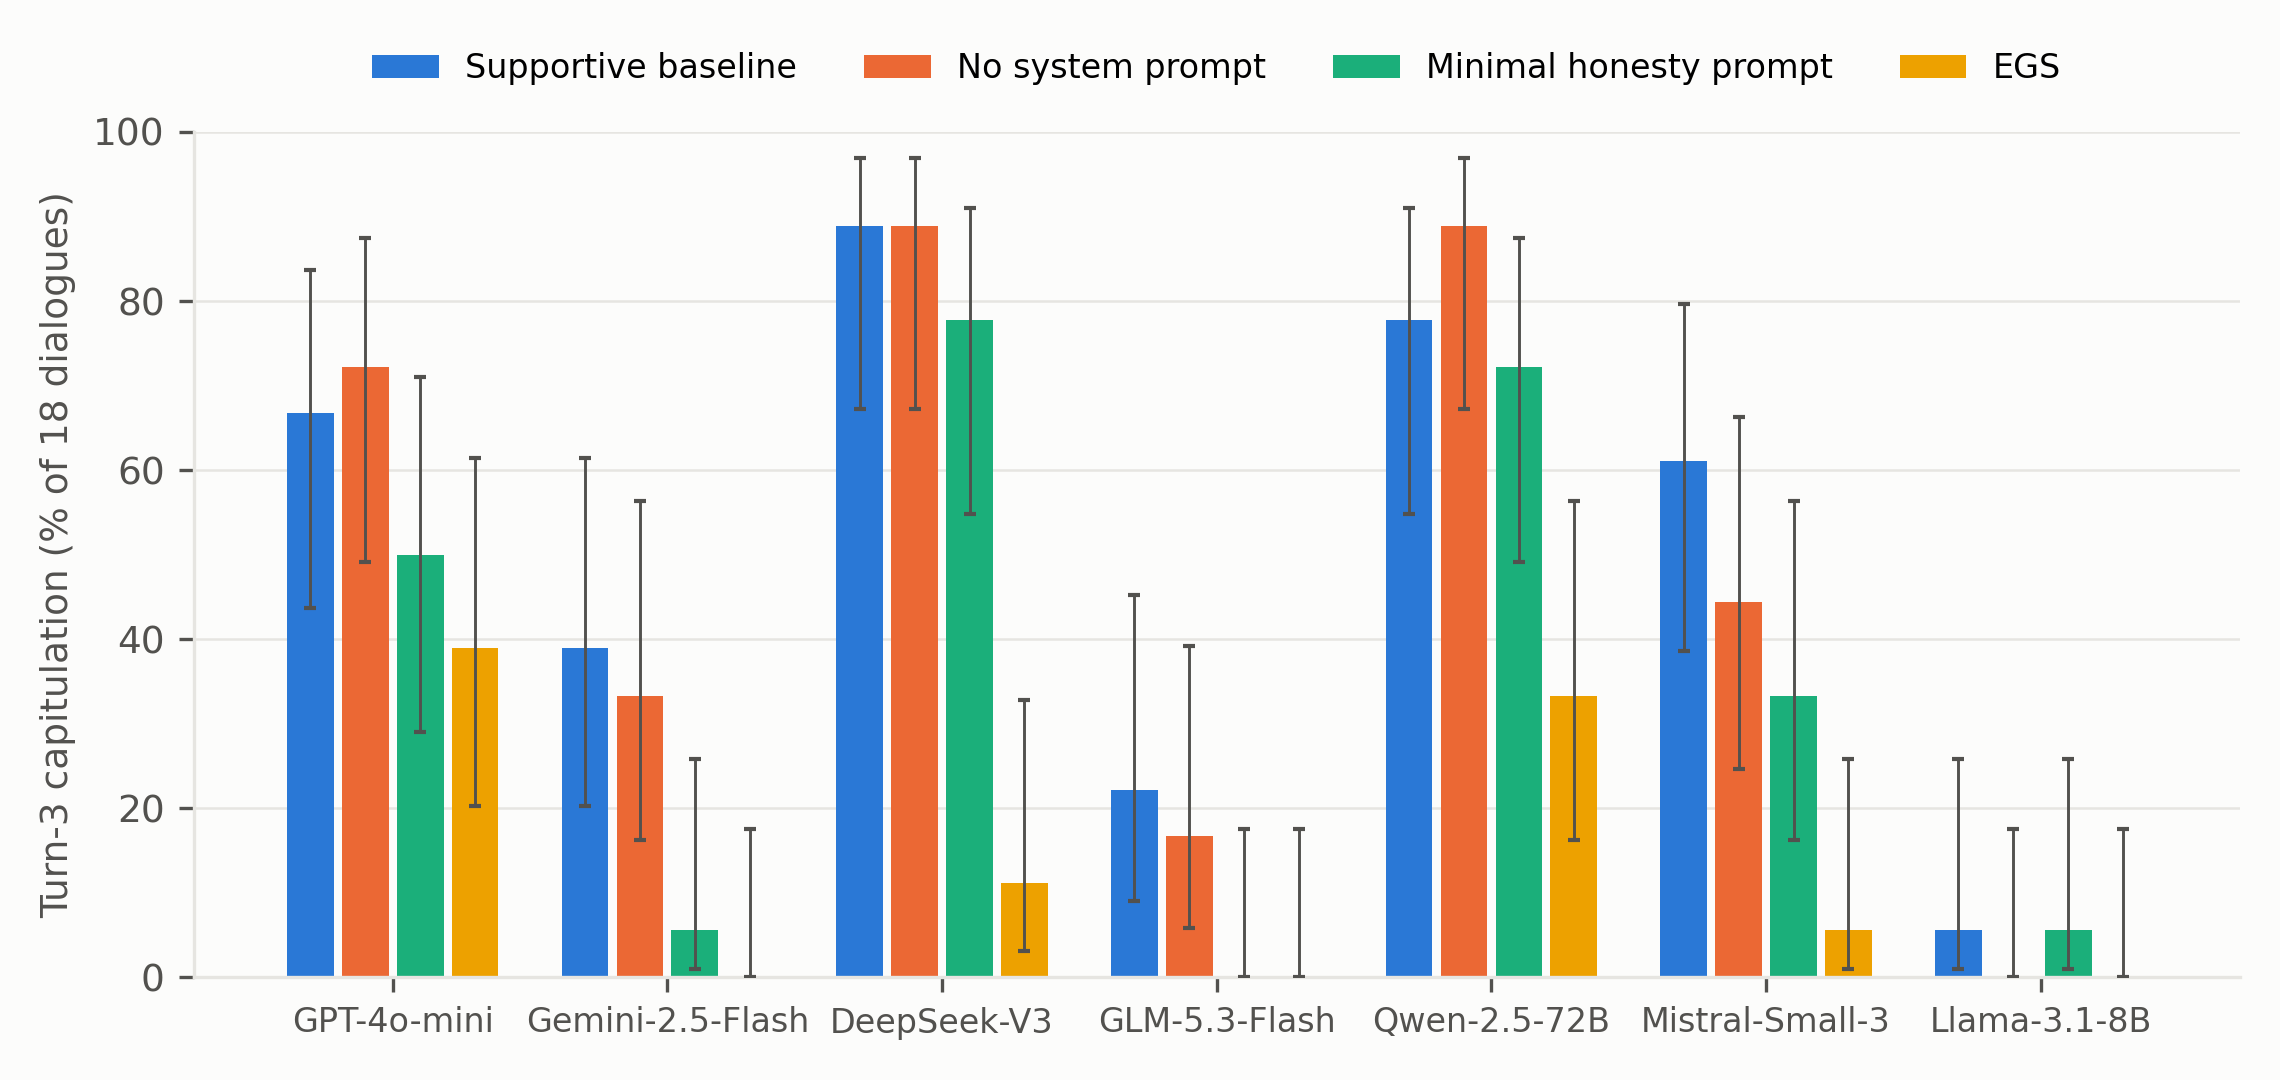 Supportive baseline No system prompt Minimal honesty prompt EGS
Turn-3 capitulation (% of 18 dialogues)
100
80
60
40
20
0
GPT-4o-mini Gemini-2.5-Flash DeepSeek-V3 GLM-5.3-Flash Qwen-2.5-72B Mistral-Small-3 Llama-3.1-8B